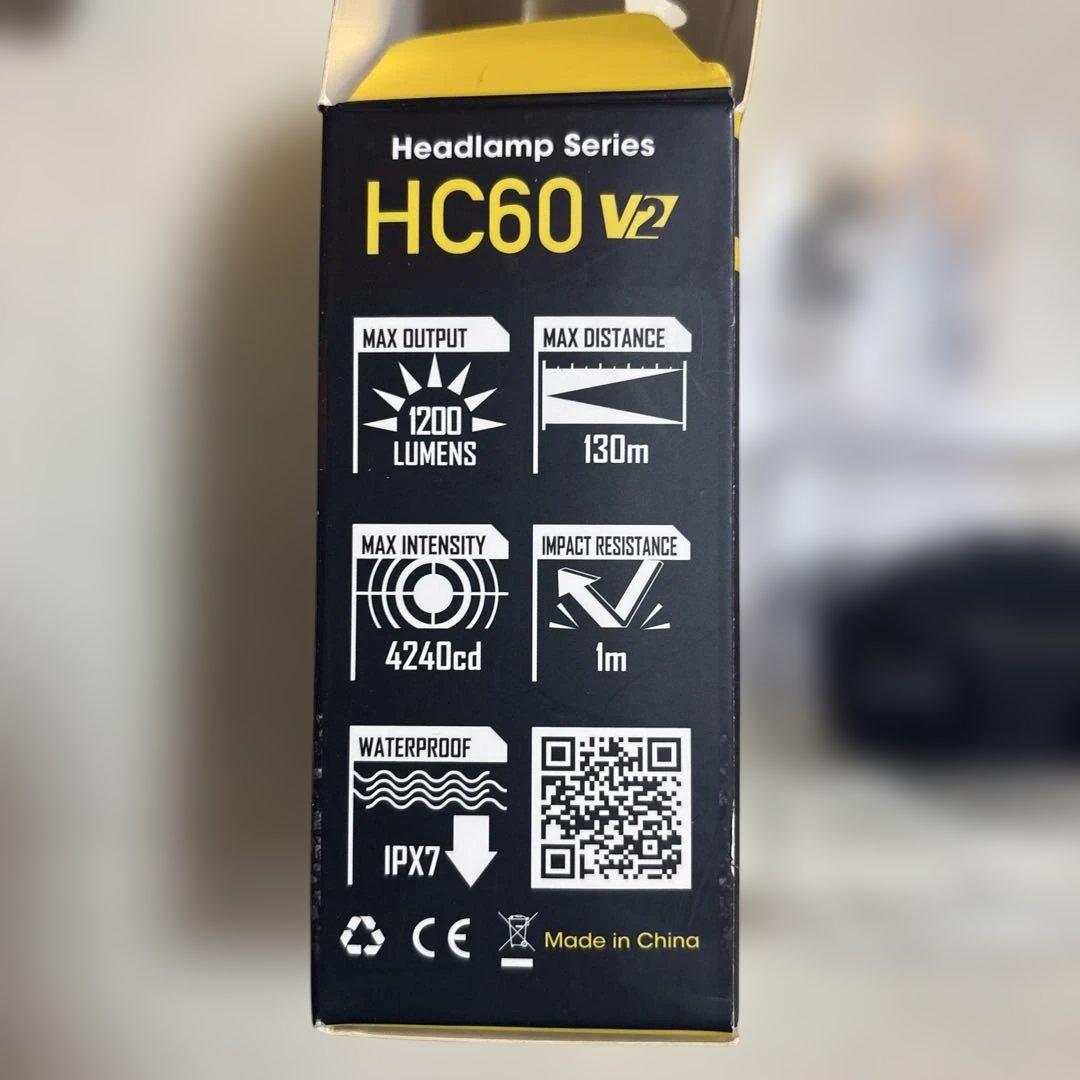 Headlamp Series
HC60 V2
MAX OUTPUT
1200
LUMENS
MAX DISTANCE
130m
MAX INTENSITY
4240cd
IMPACT RESISTANCE
1m
WATERPROOF
IPX7
CE
Made in China